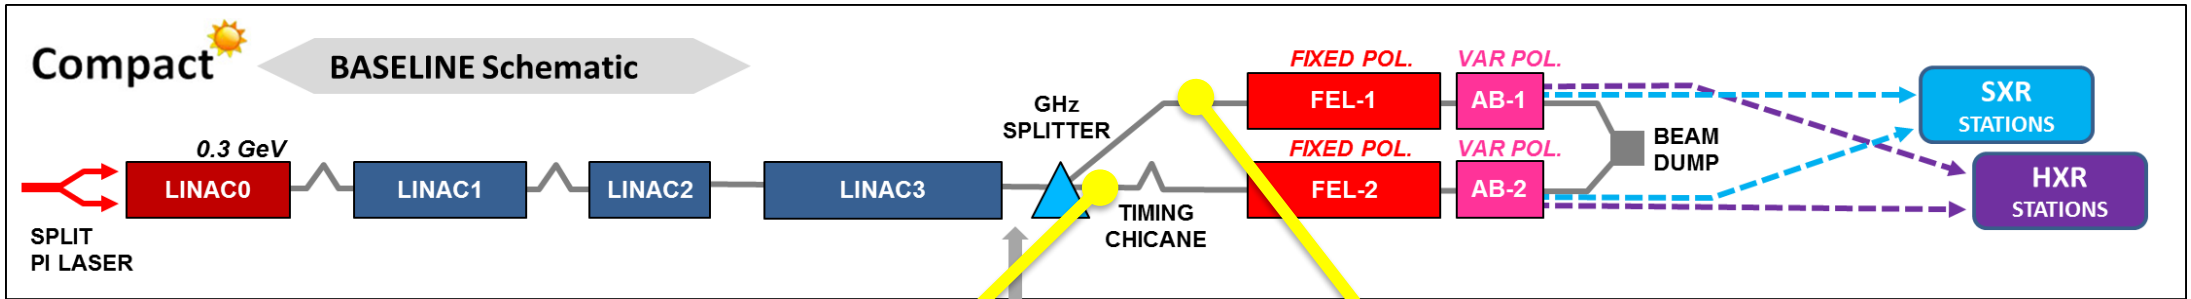 Compact
BASELINE Schematic
0.3 GeV
LINAC0
LINAC1
LINAC2
LINAC3
SPLIT
PI LASER
GHz
SPLITTER
TIMING
CHICANE
FIXED POL.
VAR POL.
FEL-1
AB-1
FIXED POL.
VAR POL.
FEL-2
AB-2
BEAM
DUMP
SXR
STATIONS
HXR
STATIONS